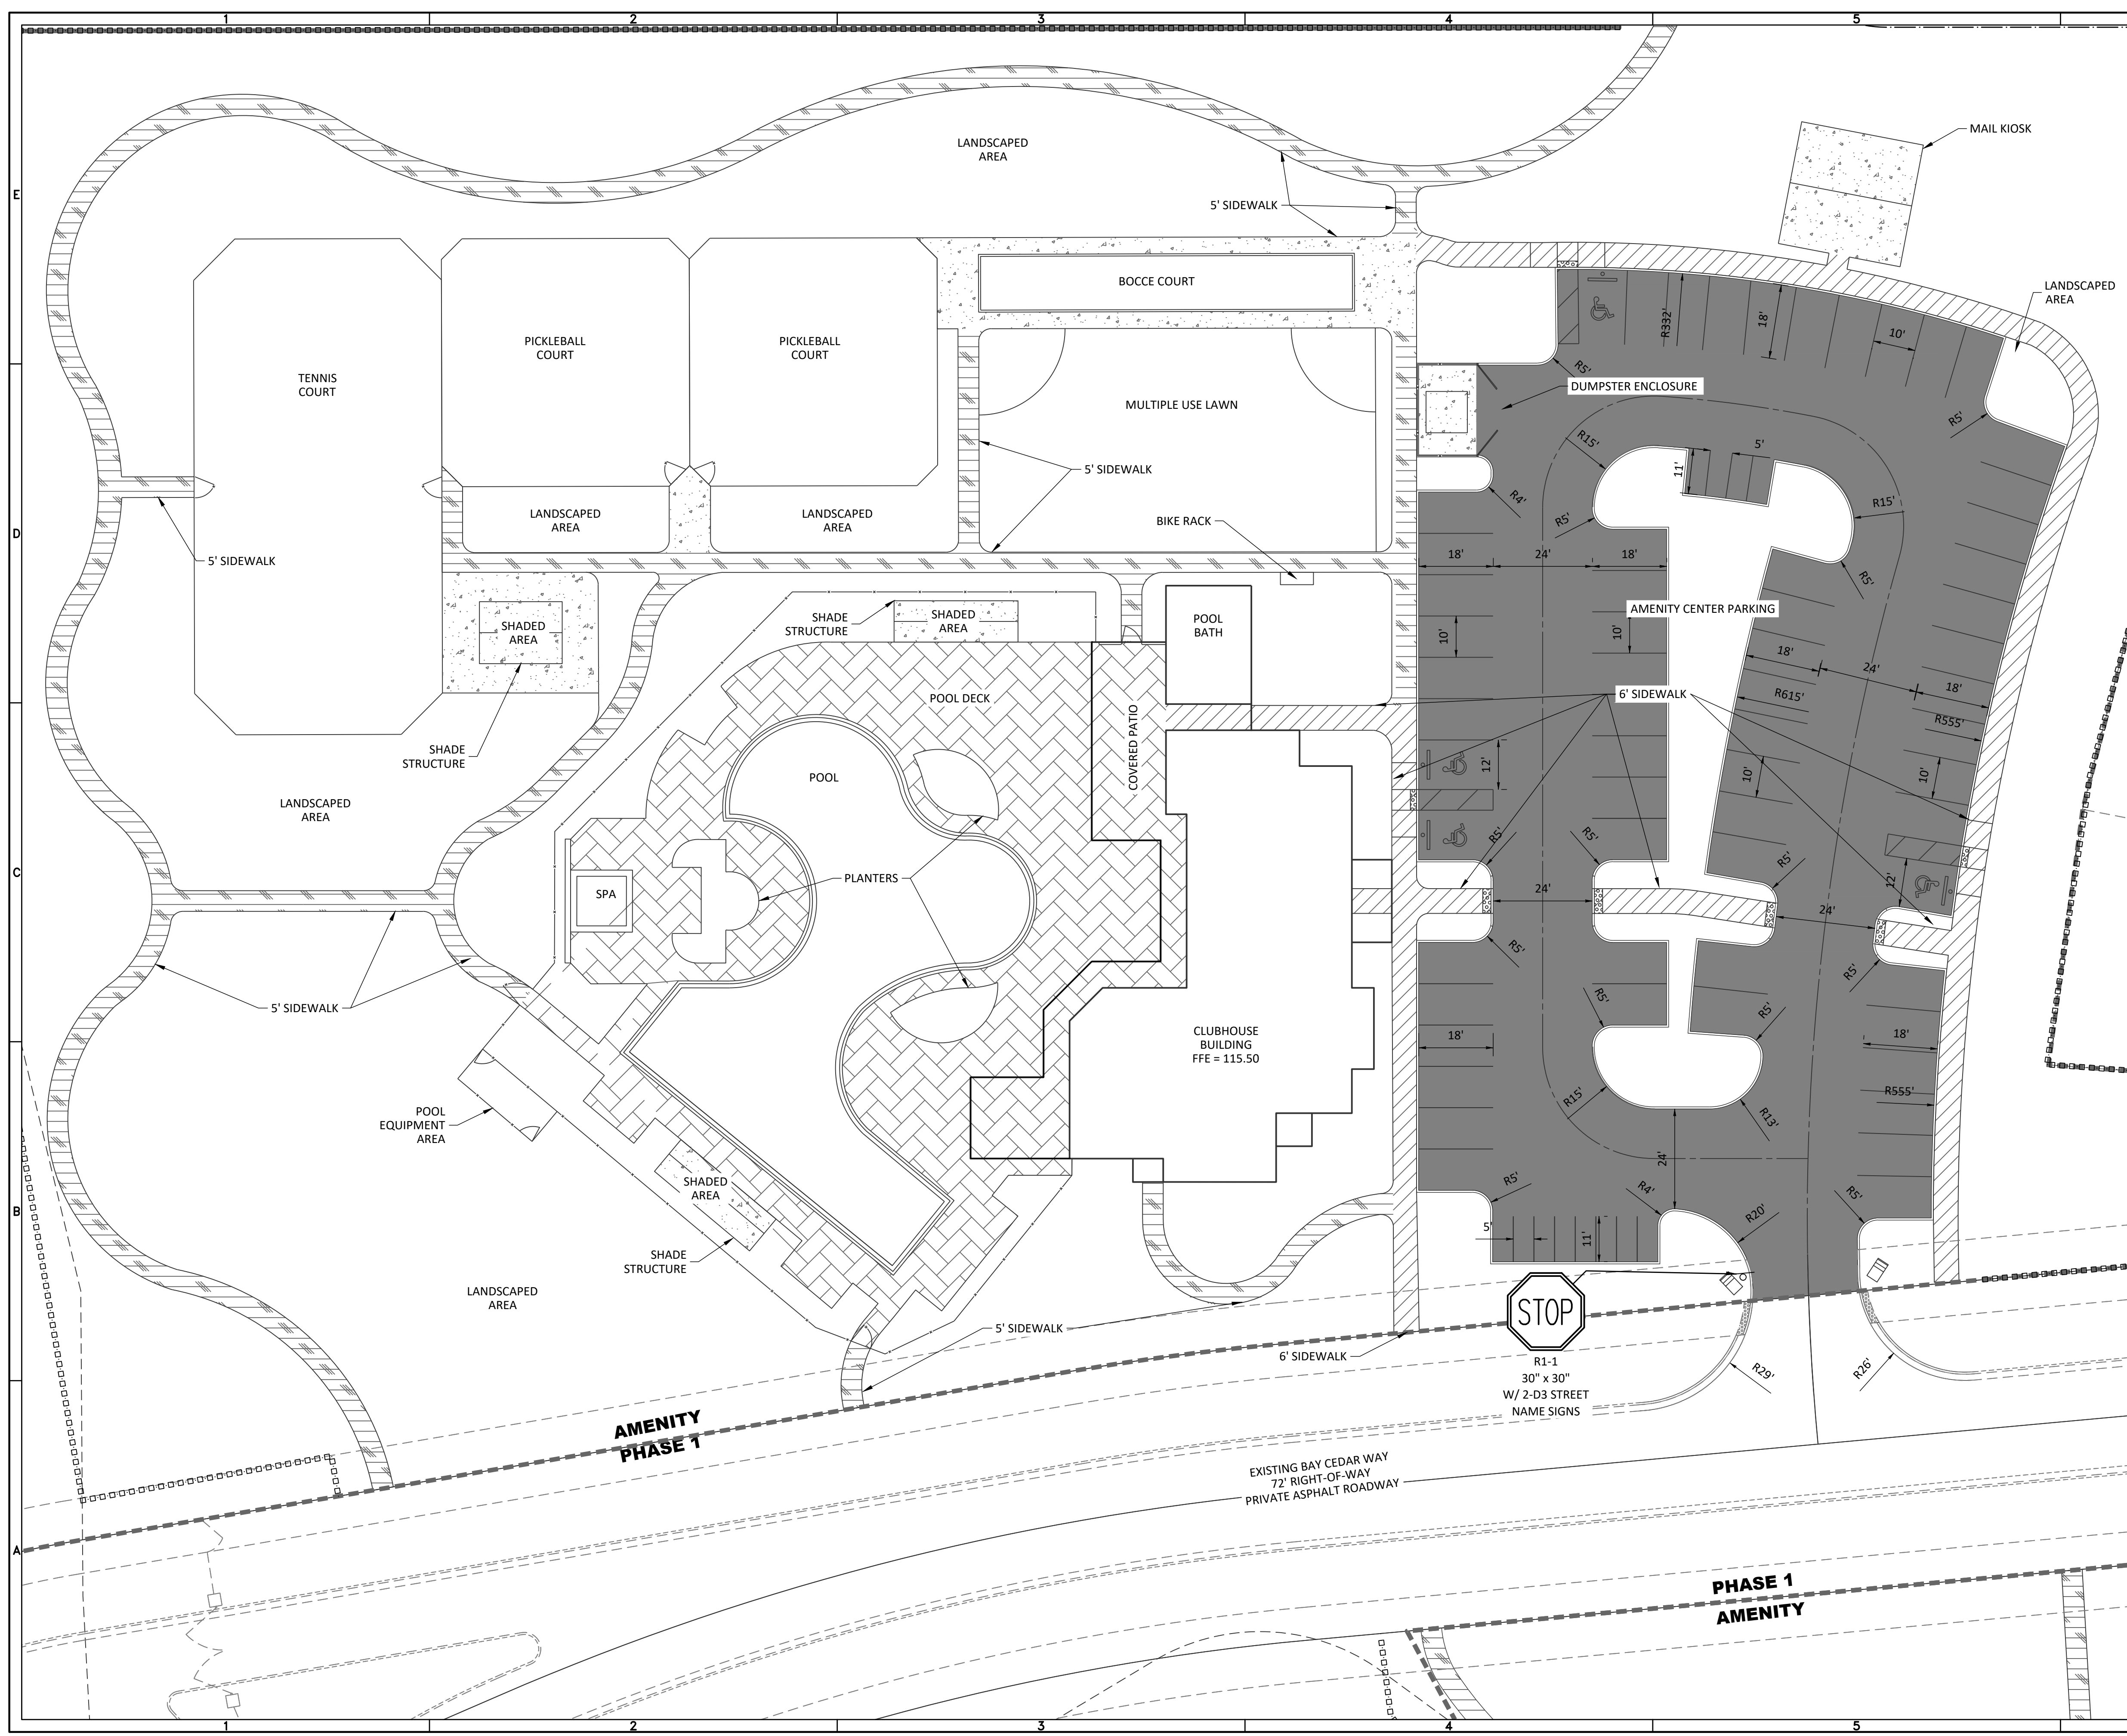 1 2 3 4 5
LANDSCAPED
AREA
MAIL KIOSK
E
5' SIDEWALK
BOCCE COURT
LANDSCAPED
AREA
PICKLEBALL
COURT
PICKLEBALL
COURT
R332'
18'
10'
R5'
TENNIS
COURT
MULTIPLE USE LAWN
DUMPSTER ENCLOSURE
R5'
R15'
5'
11'
5' SIDEWALK
R4'
R15'
LANDSCAPED
AREA
LANDSCAPED
AREA
BIKE RACK
R5'
D
5' SIDEWALK
18'
24'
18'
R5'
SHADED
AREA
SHADE
STRUCTURE
SHADED
AREA
POOL
BATH
AMENITY CENTER PARKING
10'
10'
18'
24'
18'
POOL DECK
COVERED PATIO
6' SIDEWALK
R615'
R555'
SHADE
STRUCTURE
12'
10'
10'
POOL
LANDSCAPED
AREA
R5'
R5'
R5'
C
SPA
PLANTERS
24'
12'
24'
R5'
R5'
5' SIDEWALK
R5'
R5'
CLUBHOUSE
BUILDING
FFE = 115.50
18'
18'
POOL
EQUIPMENT
AREA
R15'
R13'
R555'
24'
SHADED
AREA
R5'
R4'
R5'
B
R20'
5'
11'
SHADE
STRUCTURE
LANDSCAPED
AREA
STOP
5' SIDEWALK
6' SIDEWALK
R1-1
30" x 30"
W/ 2-D3 STREET
NAME SIGNS
R29'
R26'
AMENITY
PHASE 1
EXISTING BAY CEDAR WAY
72' RIGHT-OF-WAY
PRIVATE ASPHALT ROADWAY
A
PHASE 1
AMENITY
1 2 3 4 5